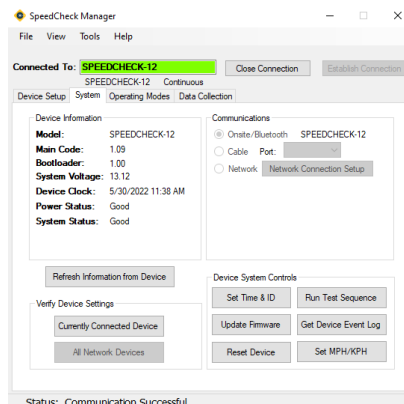 SpeedCheck Manager
File View Tools Help
Connected To: SPEEDCHECK-12 Close Connection Establish Connection
SPEEDCHECK-12 Continuous
Device Setup System Operating Modes Data Collection
Device Information
Model: SPEEDCHECK-12
Main Code: 1.09
Bootloader: 1.00
System Voltage: 13.12
Device Clock: 5/30/2022 11:38 AM
Power Status: Good
System Status: Good
Communications
Onsite/Bluetooth SPEEDCHECK-12
Cable Port:
Network Network Connection Setup
Refresh Information from Device
Verify Device Settings
Currently Connected Device
All Network Devices
Device System Controls
Set Time & ID Run Test Sequence
Update Firmware Get Device Event Log
Reset Device Set MPH/KPH
Status: Communication Successful